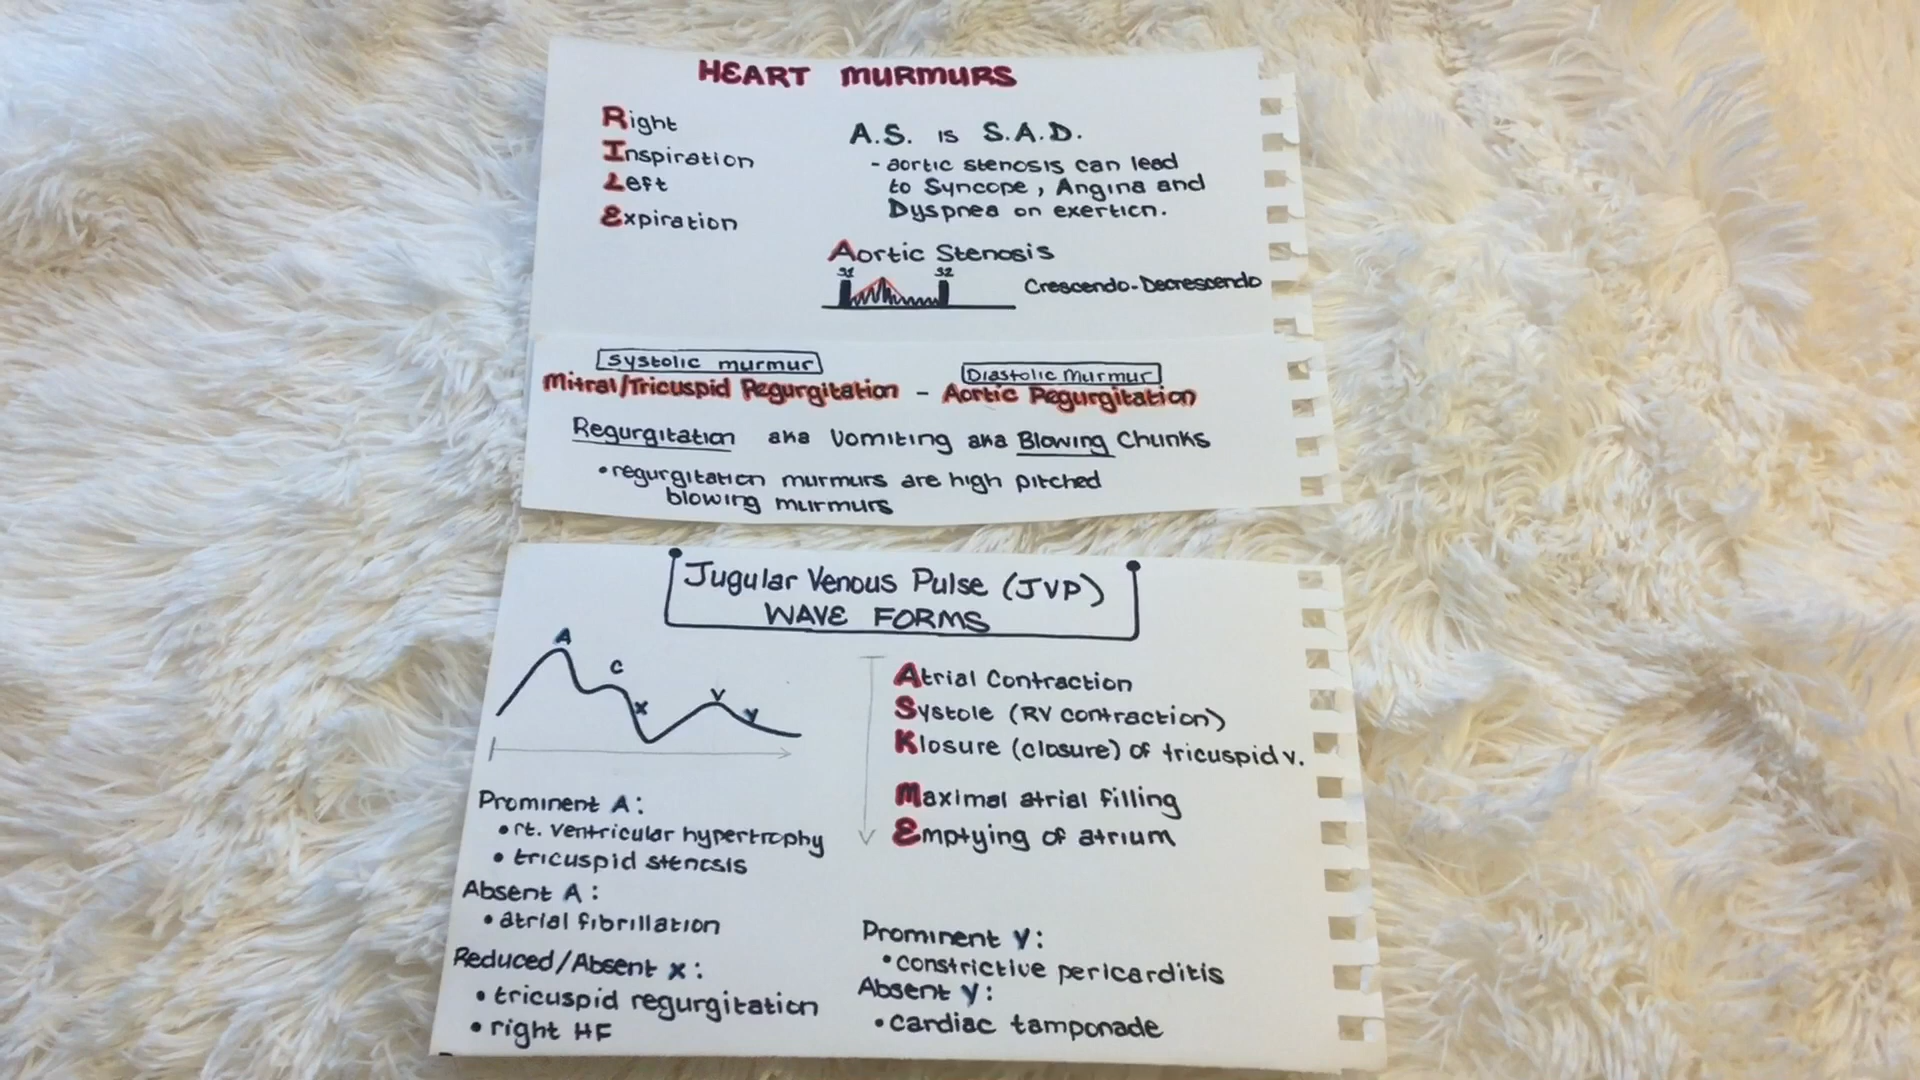 HEART MURMURS
Right
Inspiration
Left
Expiration
A.S. IS S.A.D.
- aortic stenosis can lead
to Syncope, Angina and
Dyspnea on exertion.
Aortic Stenosis
S1 S2
Crescendo-Decrescendo
Systolic murmur
Mitral/Tricuspid Regurgitation -
Diastolic Murmur
Aortic Regurgitation
Regurgitation aka Vomiting aka Blowing Chunks
• regurgitation murmurs are high pitched
blowing murmurs
Jugular Venous Pulse (JVP)
WAVE FORMS
A
C
X
V
Y
Atrial Contraction
Systole (RV contraction)
Klosure (closure) of tricuspid v.
Maximal atrial filling
Emptying of atrium
Prominent A:
• rt. ventricular hypertrophy
• tricuspid stenosis
Absent A:
• atrial fibrillation
Reduced/Absent x:
• tricuspid regurgitation
• right HF
Prominent Y:
• constrictive pericarditis
Absent y:
• cardiac tamponade